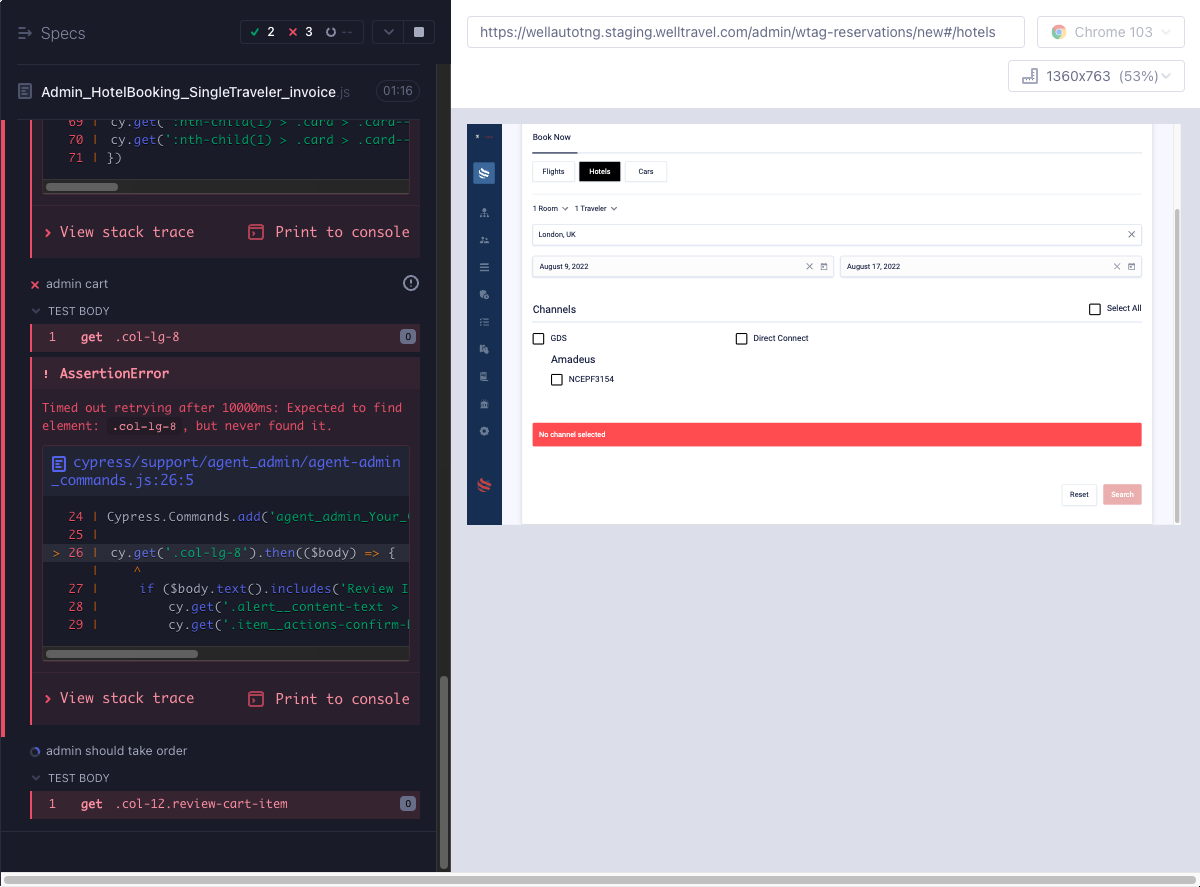 Specs
2
3
--
https://wellautotng.staging.welltravel.com/admin/wtag-reservations/new#/hotels
Chrome 103
1360x763 (53%)
Admin_HotelBooking_SingleTraveler_invoice.js
01:16
69 | cy.get(':nth-child(1) > .card > .card--
70 | cy.get(':nth-child(1) > .card > .card--
71 | })
> View stack trace
Print to console
admin cart
TEST BODY
1 get .col-lg-8 0
! AssertionError
Timed out retrying after 10000ms: Expected to find
element: .col-lg-8 , but never found it.
cypress/support/agent_admin/agent-admin
_commands.js:26:5
24 | Cypress.Commands.add('agent_admin_Your_
25 |
> 26 | cy.get('.col-lg-8').then(($body) => {
| ^
27 | if ($body.text().includes('Review I
28 | cy.get('.alert__content-text >
29 | cy.get('.item__actions-confirm-
> View stack trace
Print to console
admin should take order
TEST BODY
1 get .col-12.review-cart-item 0
Book Now
Flights
Hotels
Cars
1 Room
1 Traveler
London, UK
August 9, 2022
August 17, 2022
Channels
Select All
GDS
Direct Connect
Amadeus
NCEPF3154
No channel selected
Reset
Search